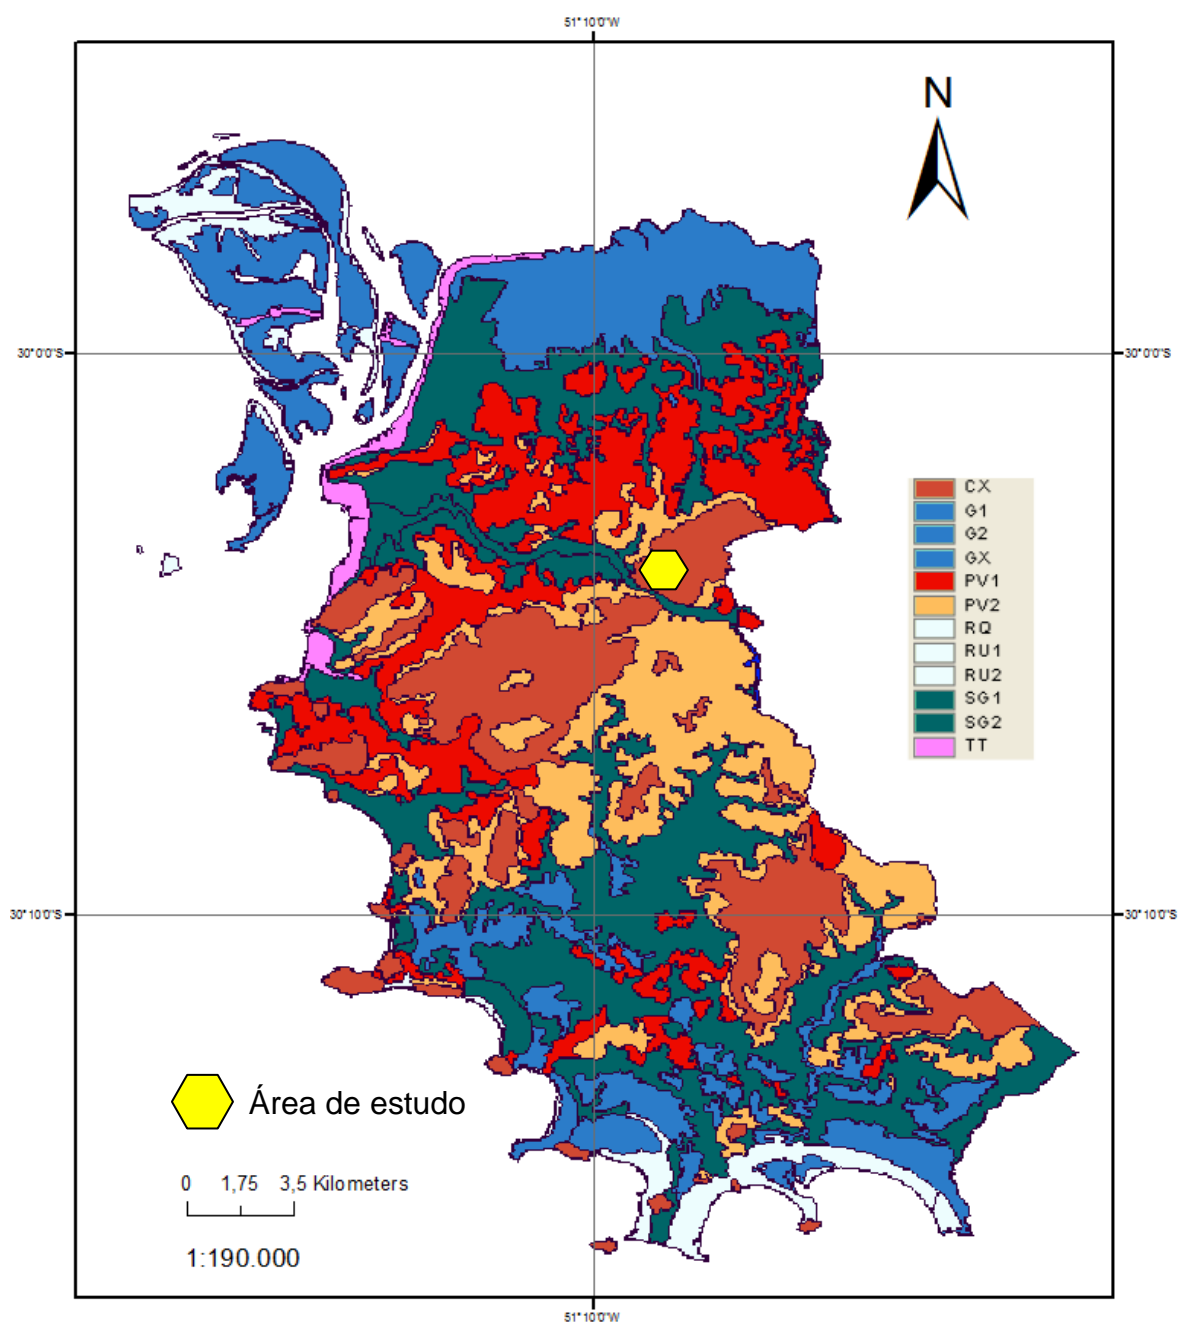 51°10'0"W
N
30°0'0"S
30°0'0"S
CX
G1
G2
GX
PV1
PV2
RQ
RU1
RU2
SG1
SG2
TT
30°10'0"S
30°10'0"S
Área de estudo
0 1,75 3,5 Kilometers
1:190.000
51°10'0"W